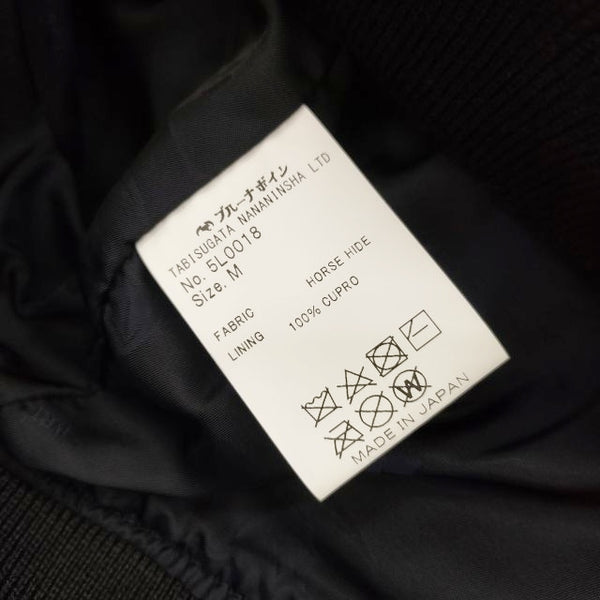 ブルーナボイン
TABISUGATA NANANINSHA LTD
No. 5L0018
Size. M
FABRIC HORSE HIDE
LINING 100% CUPRO
W
MADE IN JAPAN